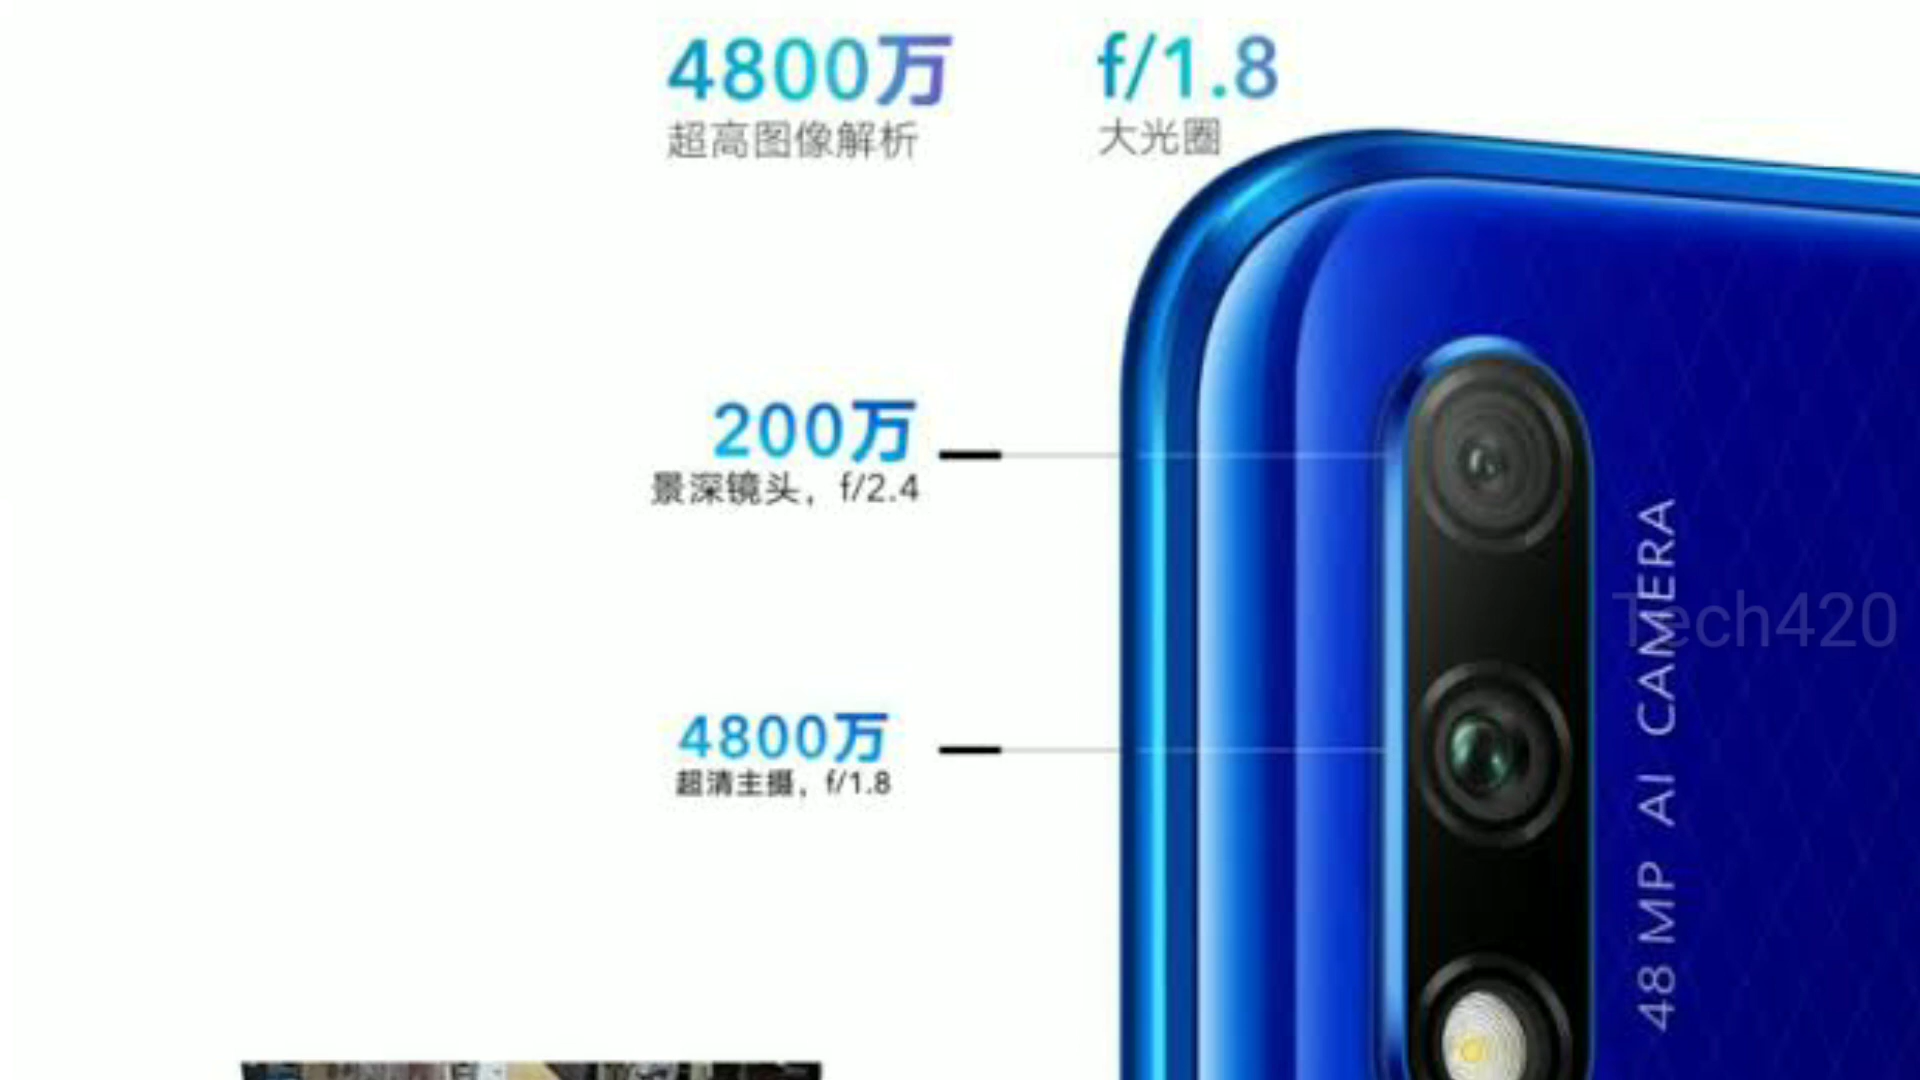 4800万
超高图像解析
f/1.8
大光圈
200万
景深镜头，f/2.4
4800万
超清主摄，f/1.8
48MP AI CAMERA
Tech420